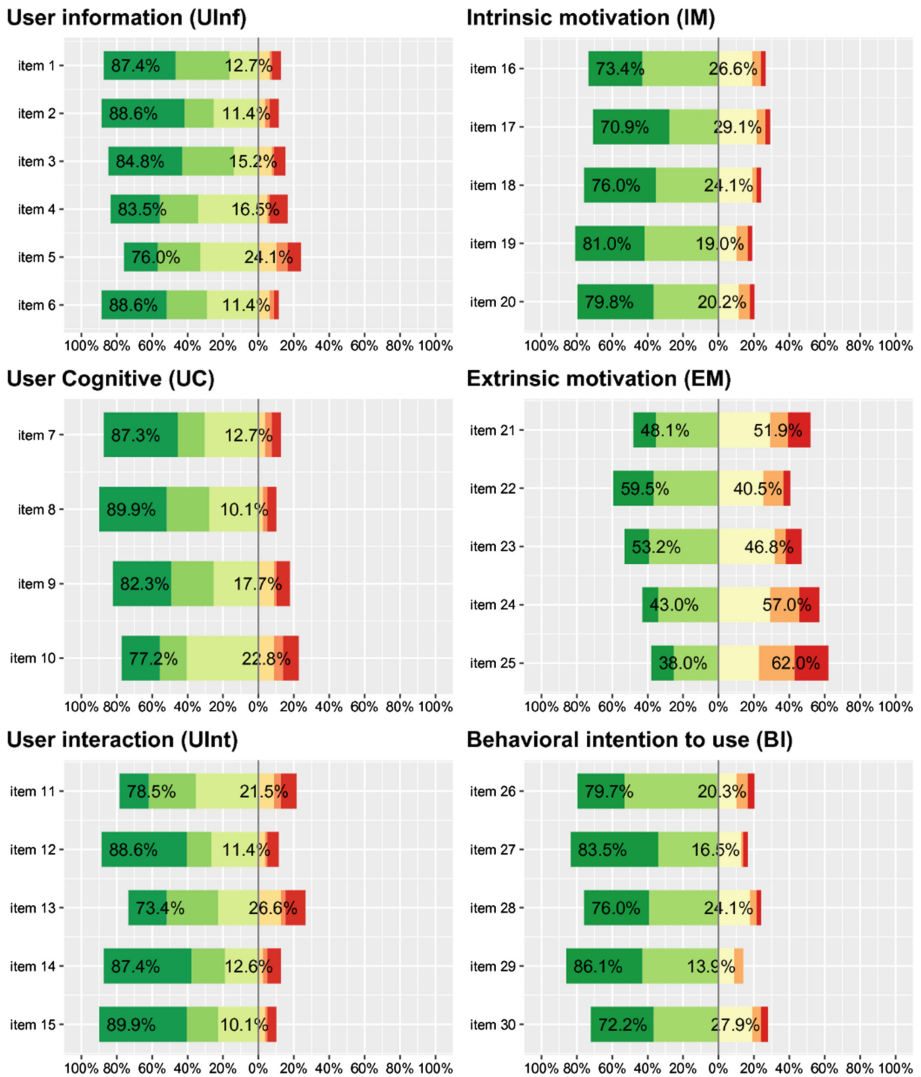 User information (UInf)
item 1
87.4%
12.7%
item 2
88.6%
11.4%
item 3
84.8%
15.2%
item 4
83.5%
16.5%
item 5
76.0%
24.1%
item 6
88.6%
11.4%
100% 80% 60% 40% 20% 0% 20% 40% 60% 80% 100%
Intrinsic motivation (IM)
item 16
73.4%
26.6%
item 17
70.9%
29.1%
item 18
76.0%
24.1%
item 19
81.0%
19.0%
item 20
79.8%
20.2%
100% 80% 60% 40% 20% 0% 20% 40% 60% 80% 100%
User Cognitive (UC)
item 7
87.3%
12.7%
item 8
89.9%
10.1%
item 9
82.3%
17.7%
item 10
77.2%
22.8%
100% 80% 60% 40% 20% 0% 20% 40% 60% 80% 100%
Extrinsic motivation (EM)
item 21
48.1%
51.9%
item 22
59.5%
40.5%
item 23
53.2%
46.8%
item 24
43.0%
57.0%
item 25
38.0%
62.0%
100% 80% 60% 40% 20% 0% 20% 40% 60% 80% 100%
User interaction (UInt)
item 11
78.5%
21.5%
item 12
88.6%
11.4%
item 13
73.4%
26.6%
item 14
87.4%
12.6%
item 15
89.9%
10.1%
100% 80% 60% 40% 20% 0% 20% 40% 60% 80% 100%
Behavioral intention to use (BI)
item 26
79.7%
20.3%
item 27
83.5%
16.5%
item 28
76.0%
24.1%
item 29
86.1%
13.9%
item 30
72.2%
27.9%
100% 80% 60% 40% 20% 0% 20% 40% 60% 80% 100%